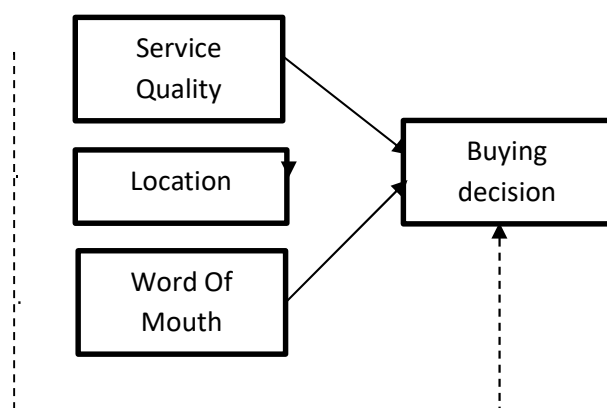 Service
Quality
Location
Word Of
Mouth
Buying
decision